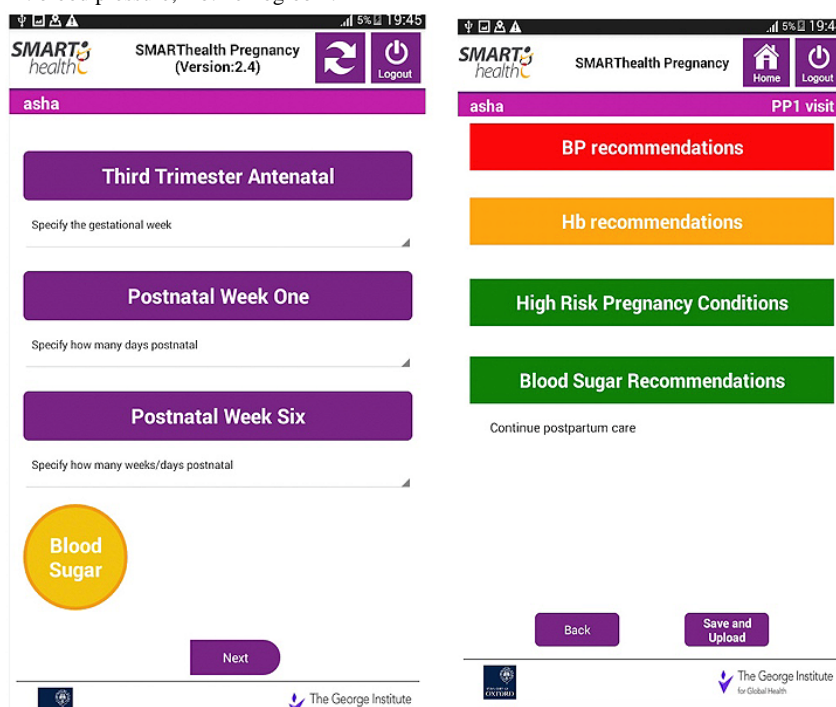 5% 19:45
SMART
health
SMARThealth Pregnancy
(Version:2.4)
Logout
asha
Third Trimester Antenatal
Specify the gestational week
Postnatal Week One
Specify how many days postnatal
Postnatal Week Six
Specify how many weeks/days postnatal
Blood
Sugar
Next
The George Institute
5% 19:4
SMART
health
SMARThealth Pregnancy
Home
Logout
asha
PP1 visit
BP recommendations
Hb recommendations
High Risk Pregnancy Conditions
Blood Sugar Recommendations
Continue postpartum care
Back
Save and
Upload
OXFORD
The George Institute
for Global Health